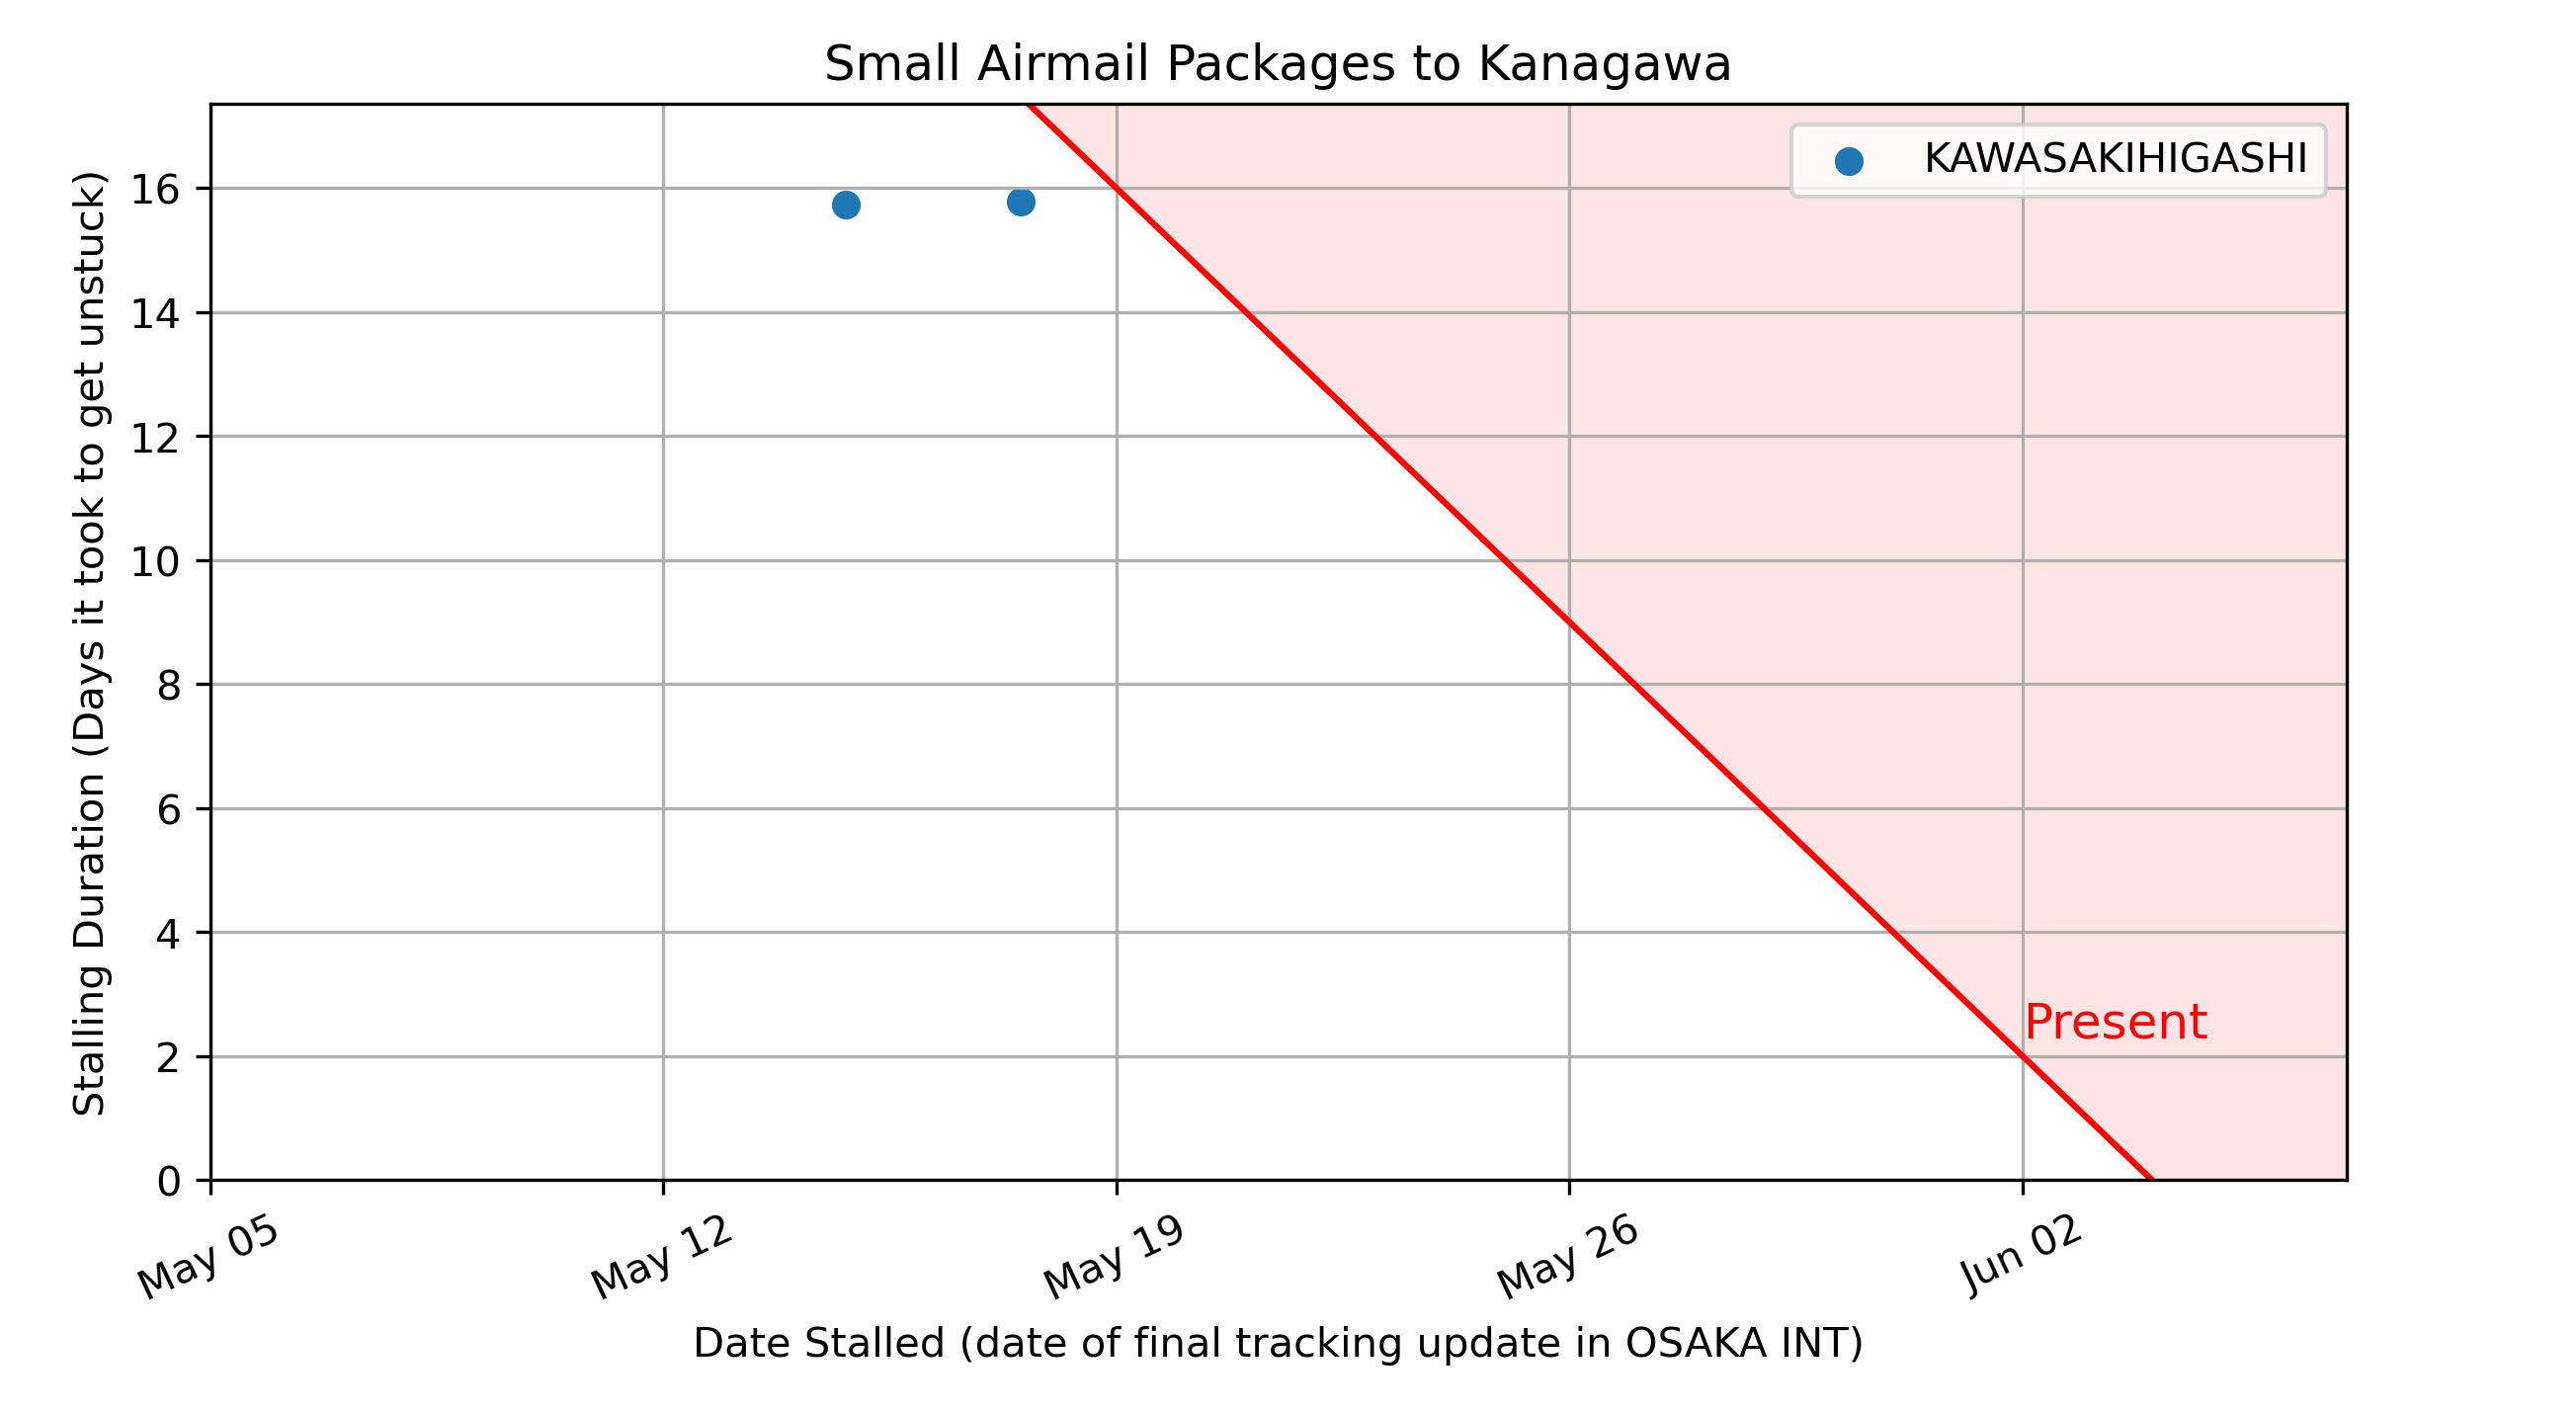 Small Airmail Packages to Kanagawa
KAWASAKIHIGASHI
Stalling Duration (Days it took to get unstuck)
16
14
12
10
8
6
4
2
0
Present
May 05
May 12
May 19
May 26
Jun 02
Date Stalled (date of final tracking update in OSAKA INT)